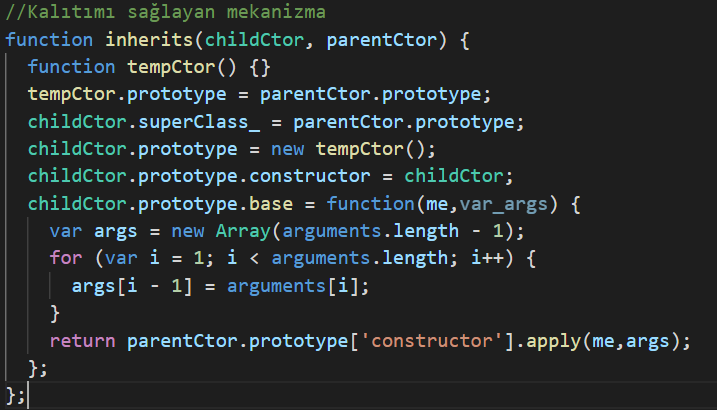 //Kalıtımı sağlayan mekanizma
function inherits(childCtor, parentCtor) {
function tempCtor() {}
tempCtor.prototype = parentCtor.prototype;
childCtor.superClass_ = parentCtor.prototype;
childCtor.prototype = new tempCtor();
childCtor.prototype.constructor = childCtor;
childCtor.prototype.base = function(me,var_args) {
var args = new Array(arguments.length - 1);
for (var i = 1; i < arguments.length; i++) {
args[i - 1] = arguments[i];
}
return parentCtor.prototype['constructor'].apply(me,args);
};
};